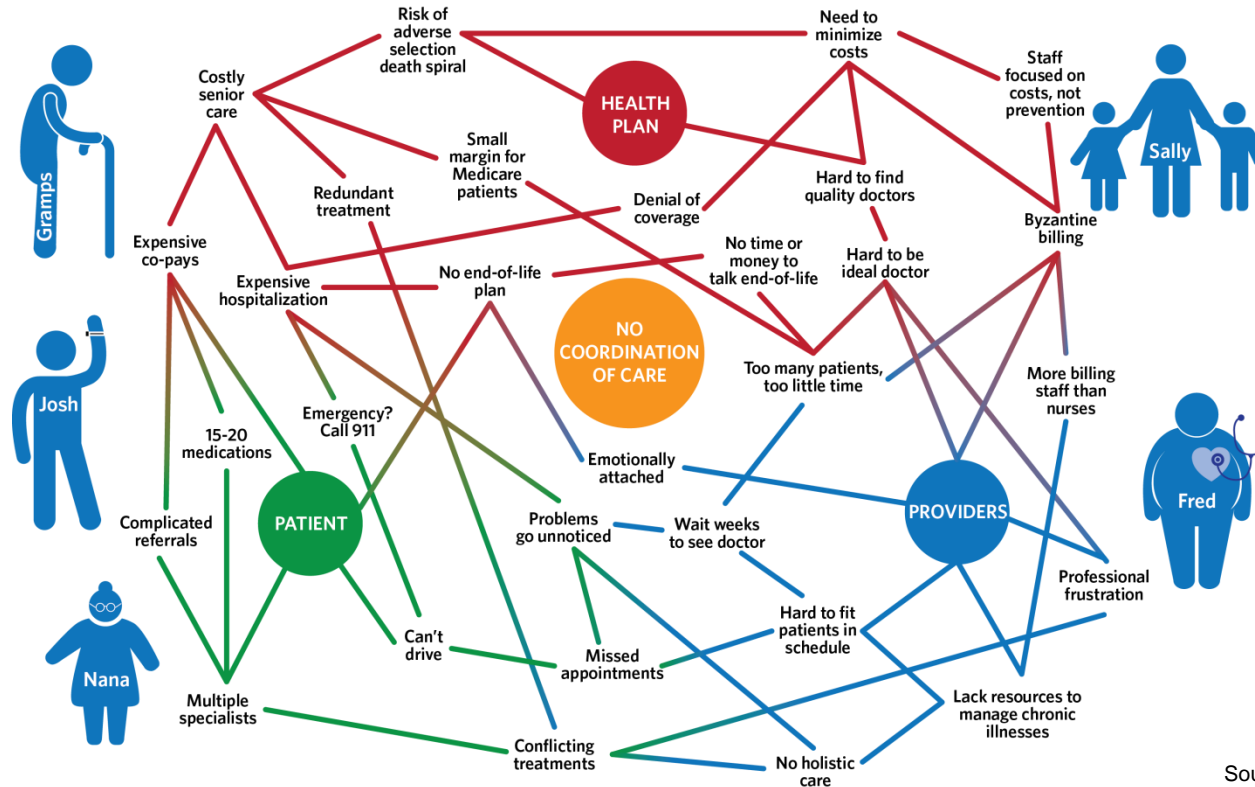 Risk of
adverse
selection
death spiral
Need to
minimize
costs
Staff
focused on
costs, not
prevention
Costly
senior
care
HEALTH
PLAN
Small
margin for
Medicare
patients
Sally
Gramps
Redundant
treatment
Denial of
coverage
Hard to find
quality doctors
Byzantine
billing
Expensive
co-pays
No time or
money to
talk end-of-life
Hard to be
ideal doctor
Expensive
hospitalization
No end-of-life
plan
NO
COORDINATION
OF CARE
Too many patients,
too little time
More billing
staff than
nurses
Josh
Emergency?
Call 911
15-20
medications
Emotionally
attached
Fred
Complicated
referrals
PATIENT
Problems
go unnoticed
Wait weeks
to see doctor
PROVIDERS
Professional
frustration
Can't
drive
Missed
appointments
Hard to fit
patients in
schedule
Nana
Multiple
specialists
Lack resources to
manage chronic
illnesses
Conflicting
treatments
No holistic
care
Sou